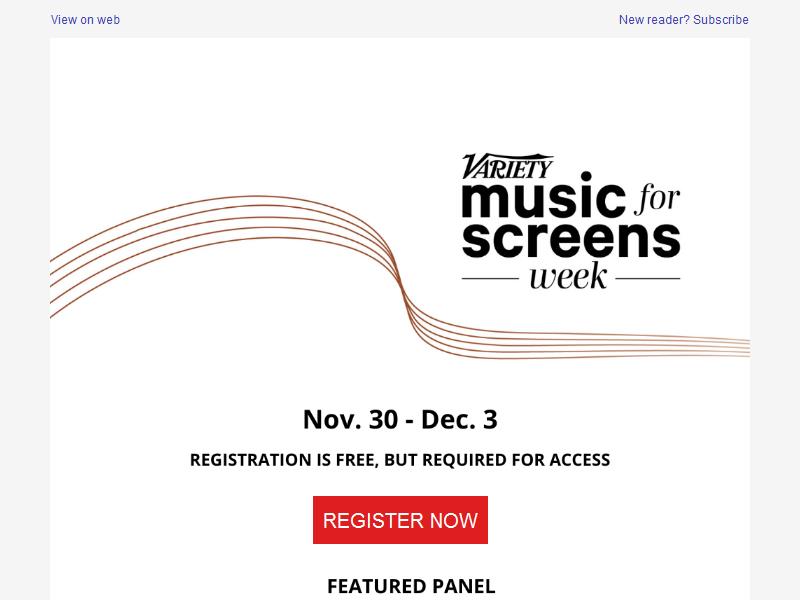 View on web
New reader? Subscribe
VARIETY
music for
screens
week
Nov. 30 - Dec. 3
REGISTRATION IS FREE, BUT REQUIRED FOR ACCESS
REGISTER NOW
FEATURED PANEL